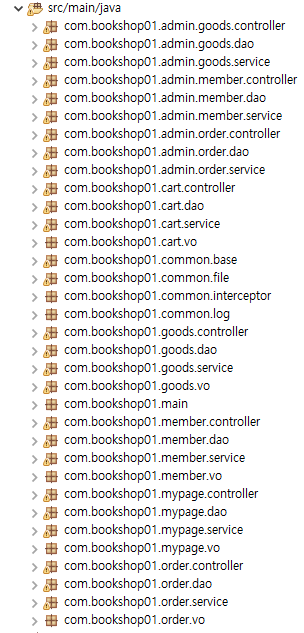 src/main/java
com.bookshop01.admin.goods.controller
com.bookshop01.admin.goods.dao
com.bookshop01.admin.goods.service
com.bookshop01.admin.member.controller
com.bookshop01.admin.member.dao
com.bookshop01.admin.member.service
com.bookshop01.admin.order.controller
com.bookshop01.admin.order.dao
com.bookshop01.admin.order.service
com.bookshop01.cart.controller
com.bookshop01.cart.dao
com.bookshop01.cart.service
com.bookshop01.cart.vo
com.bookshop01.common.base
com.bookshop01.common.file
com.bookshop01.common.interceptor
com.bookshop01.common.log
com.bookshop01.goods.controller
com.bookshop01.goods.dao
com.bookshop01.goods.service
com.bookshop01.goods.vo
com.bookshop01.main
com.bookshop01.member.controller
com.bookshop01.member.dao
com.bookshop01.member.service
com.bookshop01.member.vo
com.bookshop01.mypage.controller
com.bookshop01.mypage.dao
com.bookshop01.mypage.service
com.bookshop01.mypage.vo
com.bookshop01.order.controller
com.bookshop01.order.dao
com.bookshop01.order.service
com.bookshop01.order.vo